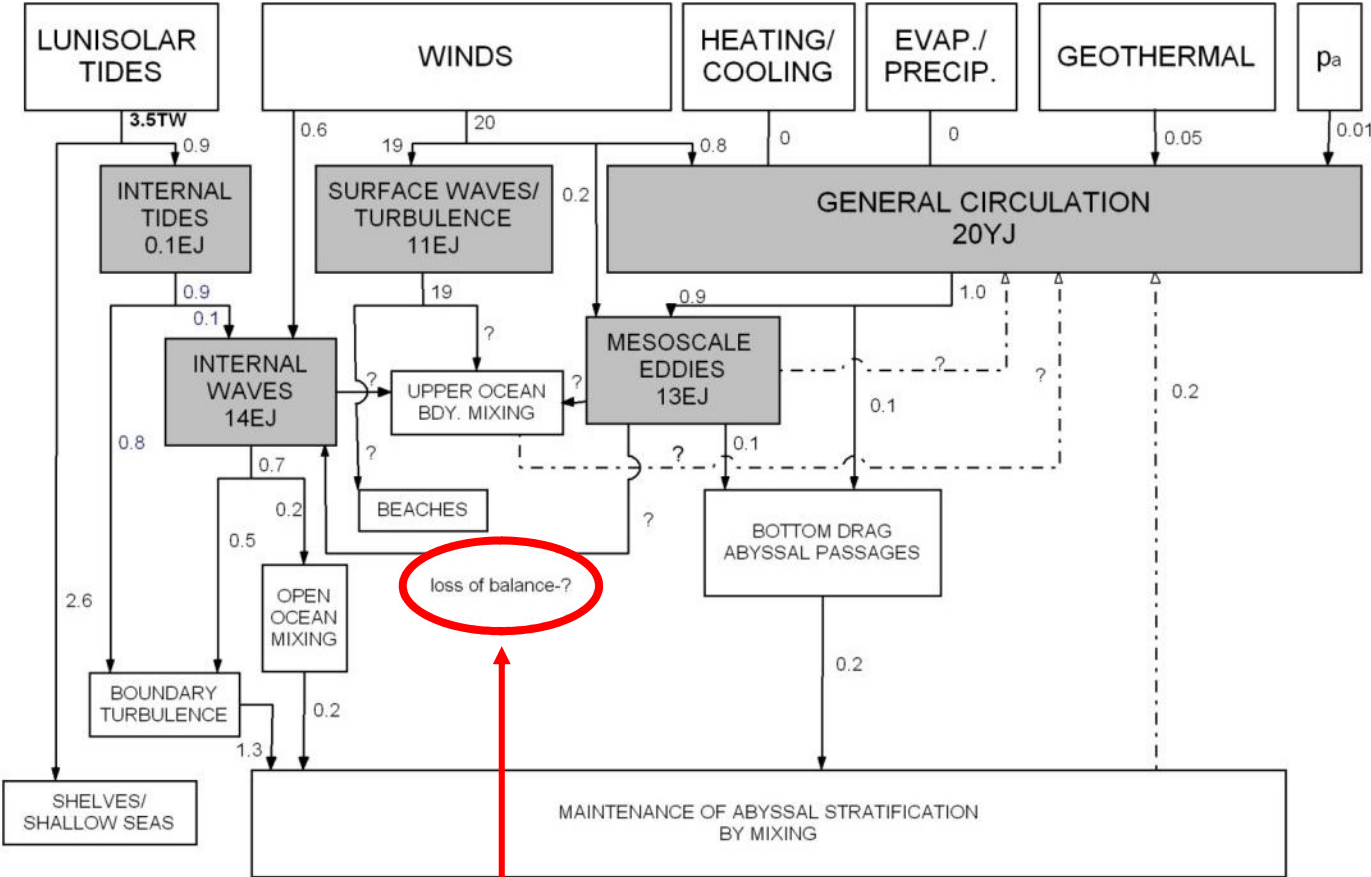 LUNISOLAR
TIDES
WINDS
HEATING/
COOLING
EVAP./
PRECIP.
GEOTHERMAL
pa
3.5TW
0.9
0.6
20
19
0.2
0.8
0
0
0.05
0.01
INTERNAL
TIDES
0.1EJ
SURFACE WAVES/
TURBULENCE
11EJ
GENERAL CIRCULATION
20YJ
0.9
0.1
19
?
0.9
1.0
INTERNAL
WAVES
14EJ
?
UPPER OCEAN
BDY. MIXING
?
MESOSCALE
EDDIES
13EJ
?
?
0.2
0.1
0.8
0.7
?
0.1
?
0.2
0.5
BEACHES
?
BOTTOM DRAG
ABYSSAL PASSAGES
loss of balance-?
2.6
OPEN
OCEAN
MIXING
0.2
BOUNDARY
TURBULENCE
0.2
1.3
SHELVES/
SHALLOW SEAS
MAINTENANCE OF ABYSSAL STRATIFICATION
BY MIXING